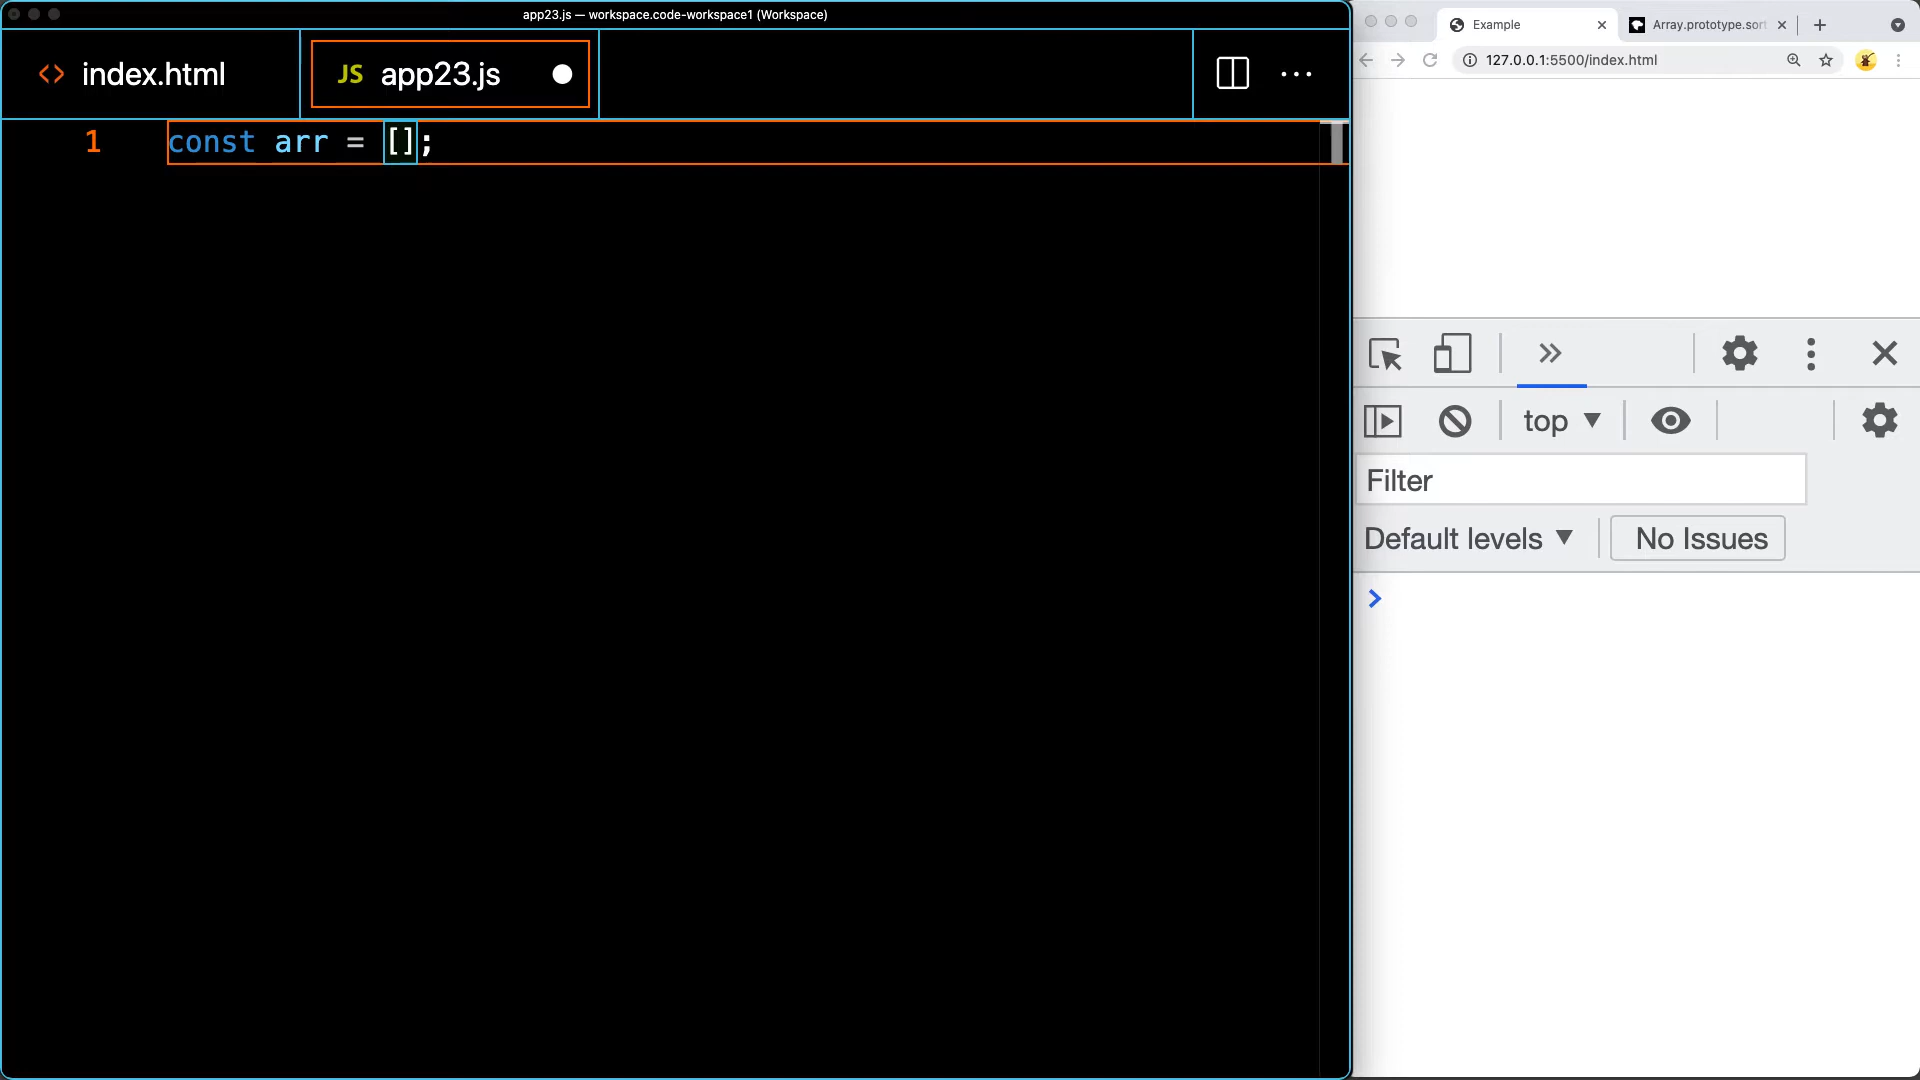 app23.js — workspace.code-workspace1 (Workspace)
index.html
JS app23.js
1 const arr = [];
Example
Array.prototype.sort
127.0.0.1:5500/index.html
top
Filter
Default levels
No Issues